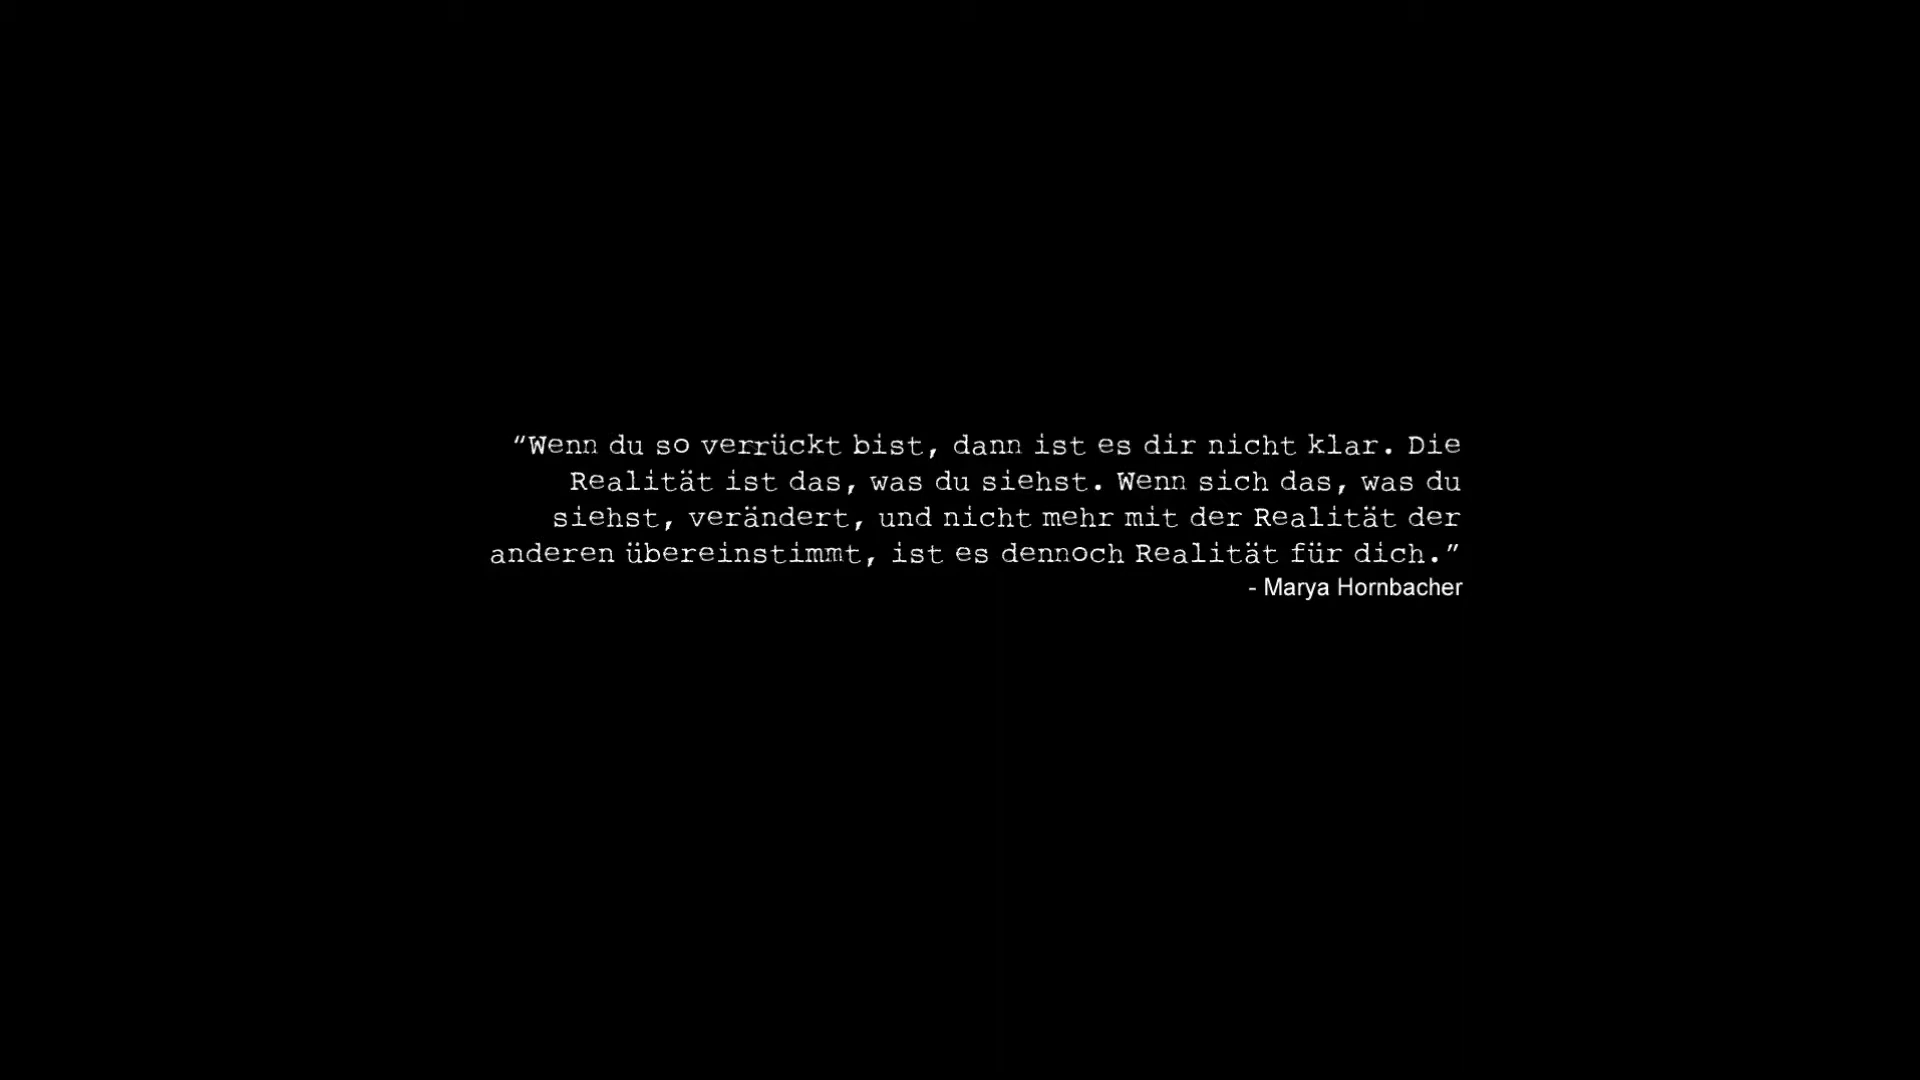 “Wenn du so verrückt bist, dann ist es dir nicht klar. Die
Realität ist das, was du siehst. Wenn sich das, was du
siehst, verändert, und nicht mehr mit der Realität der
anderen übereinstimmt, ist es dennoch Realität für dich.”
- Marya Hornbacher